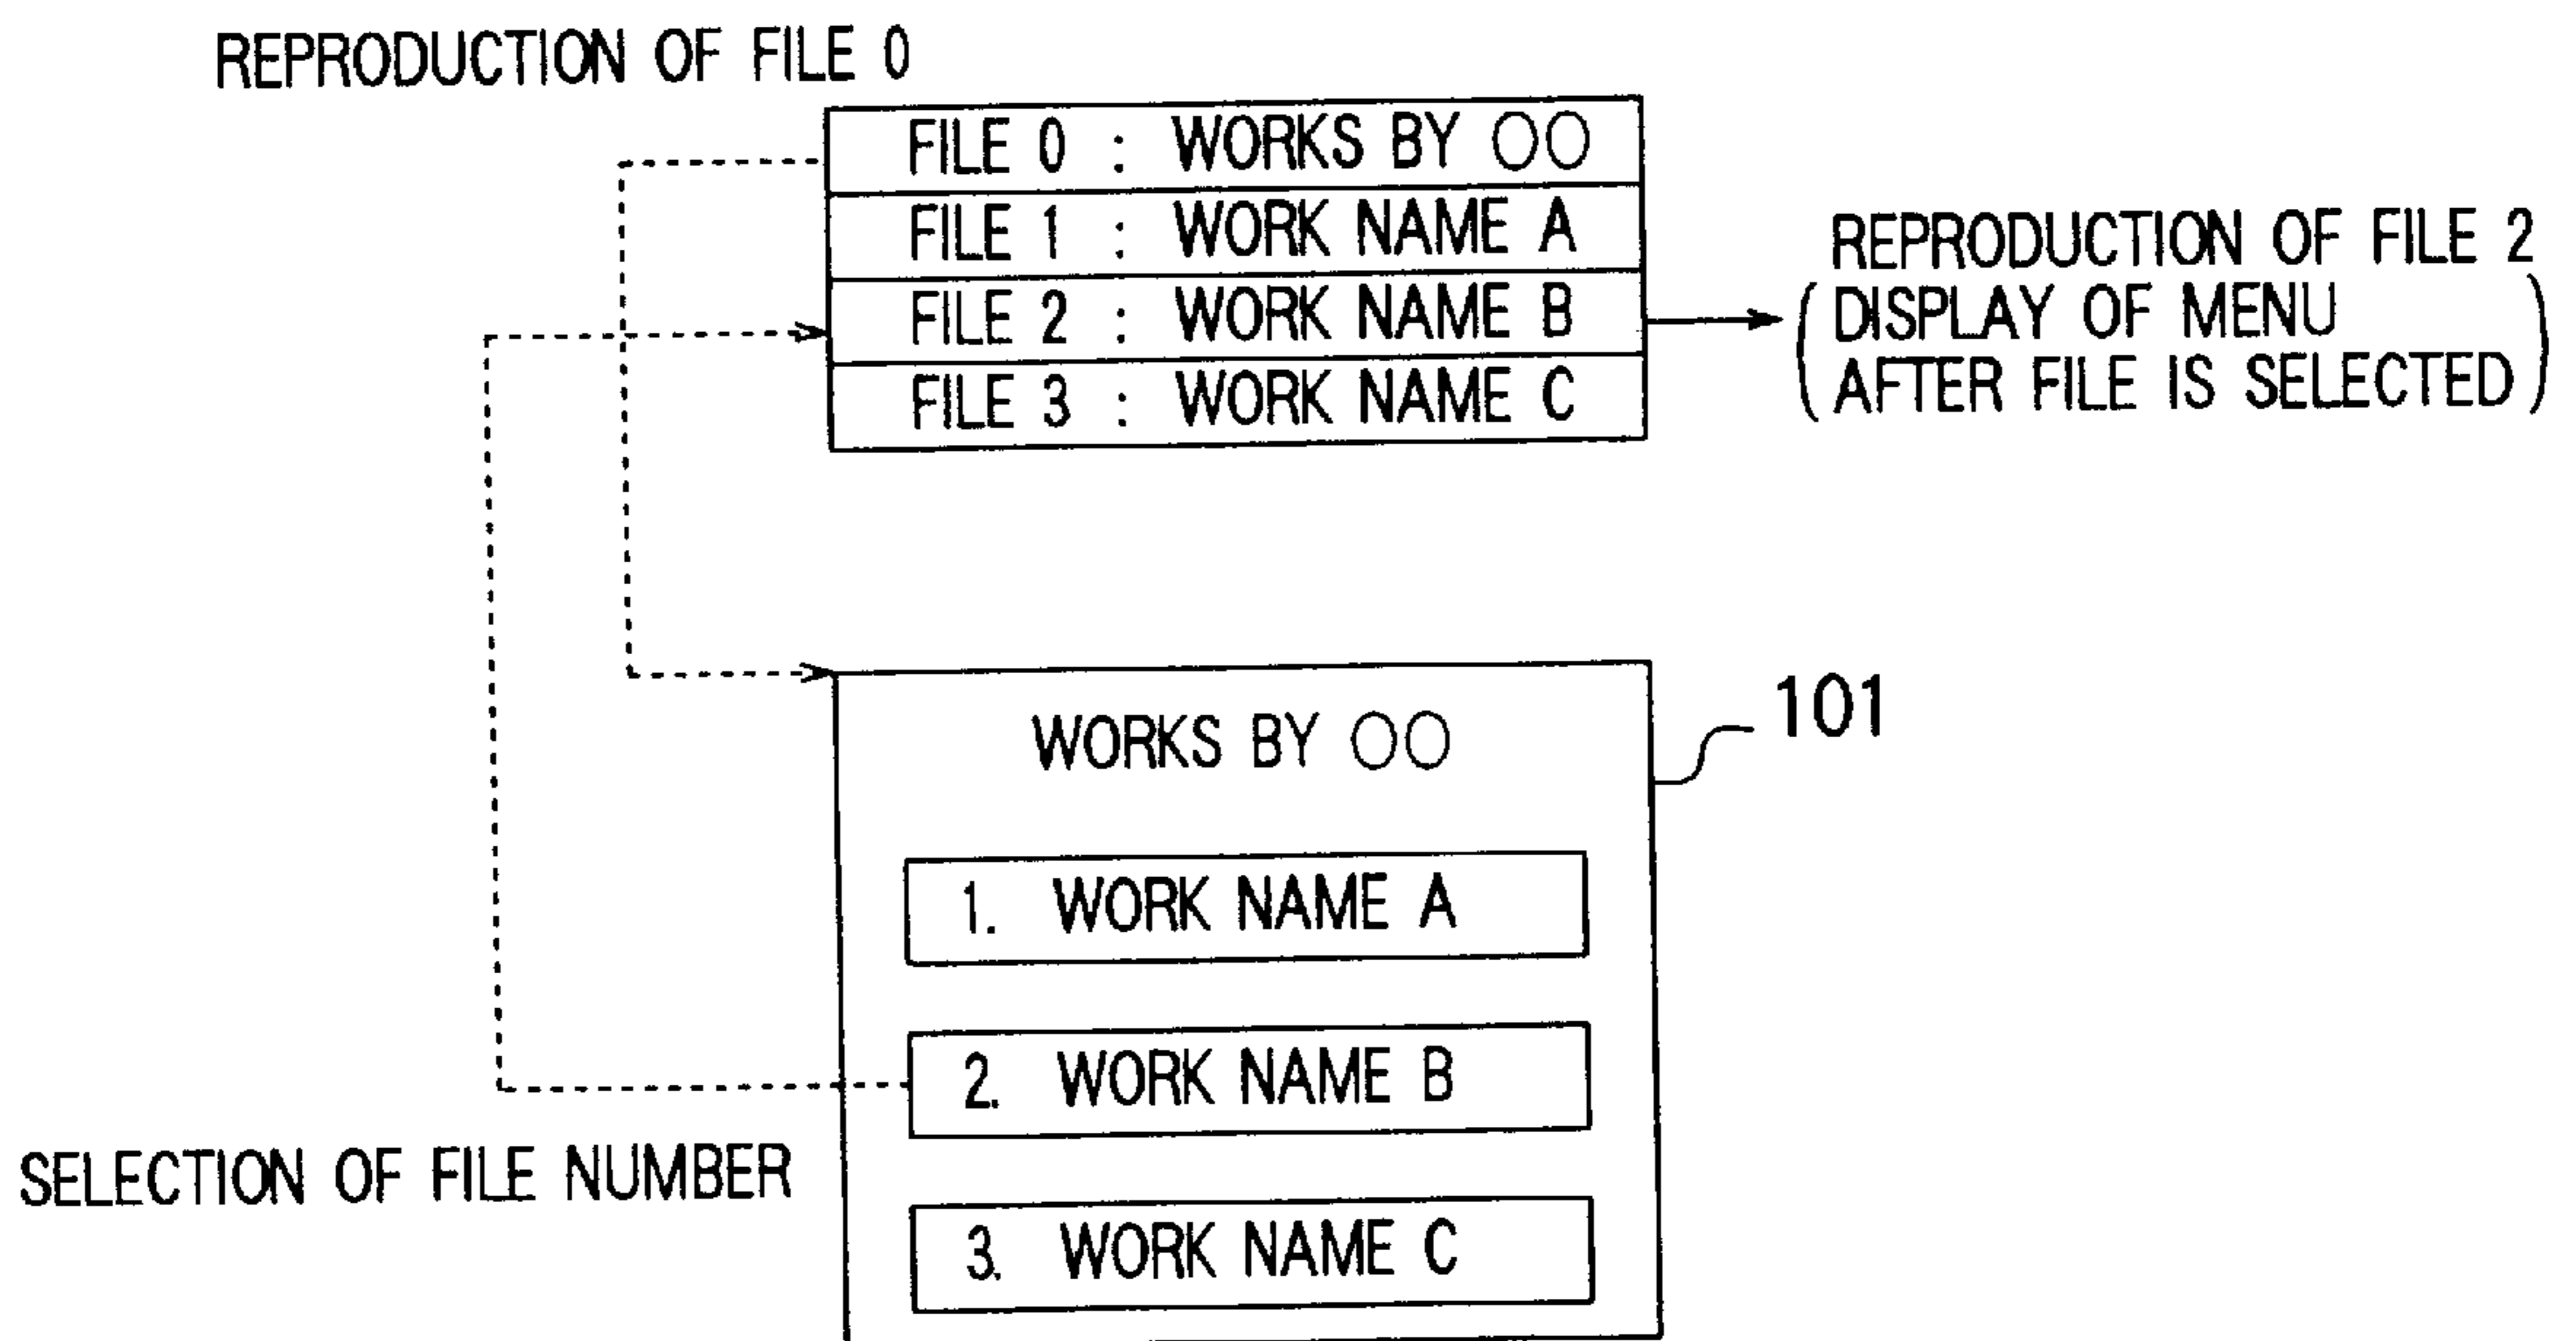 REPRODUCTION OF FILE 0
FILE 0 : WORKS BY ○○
FILE 1 : WORK NAME A
FILE 2 : WORK NAME B
FILE 3 : WORK NAME C
REPRODUCTION OF FILE 2
(DISPLAY OF MENU
AFTER FILE IS SELECTED)
WORKS BY ○○
101
1. WORK NAME A
2. WORK NAME B
3. WORK NAME C
SELECTION OF FILE NUMBER